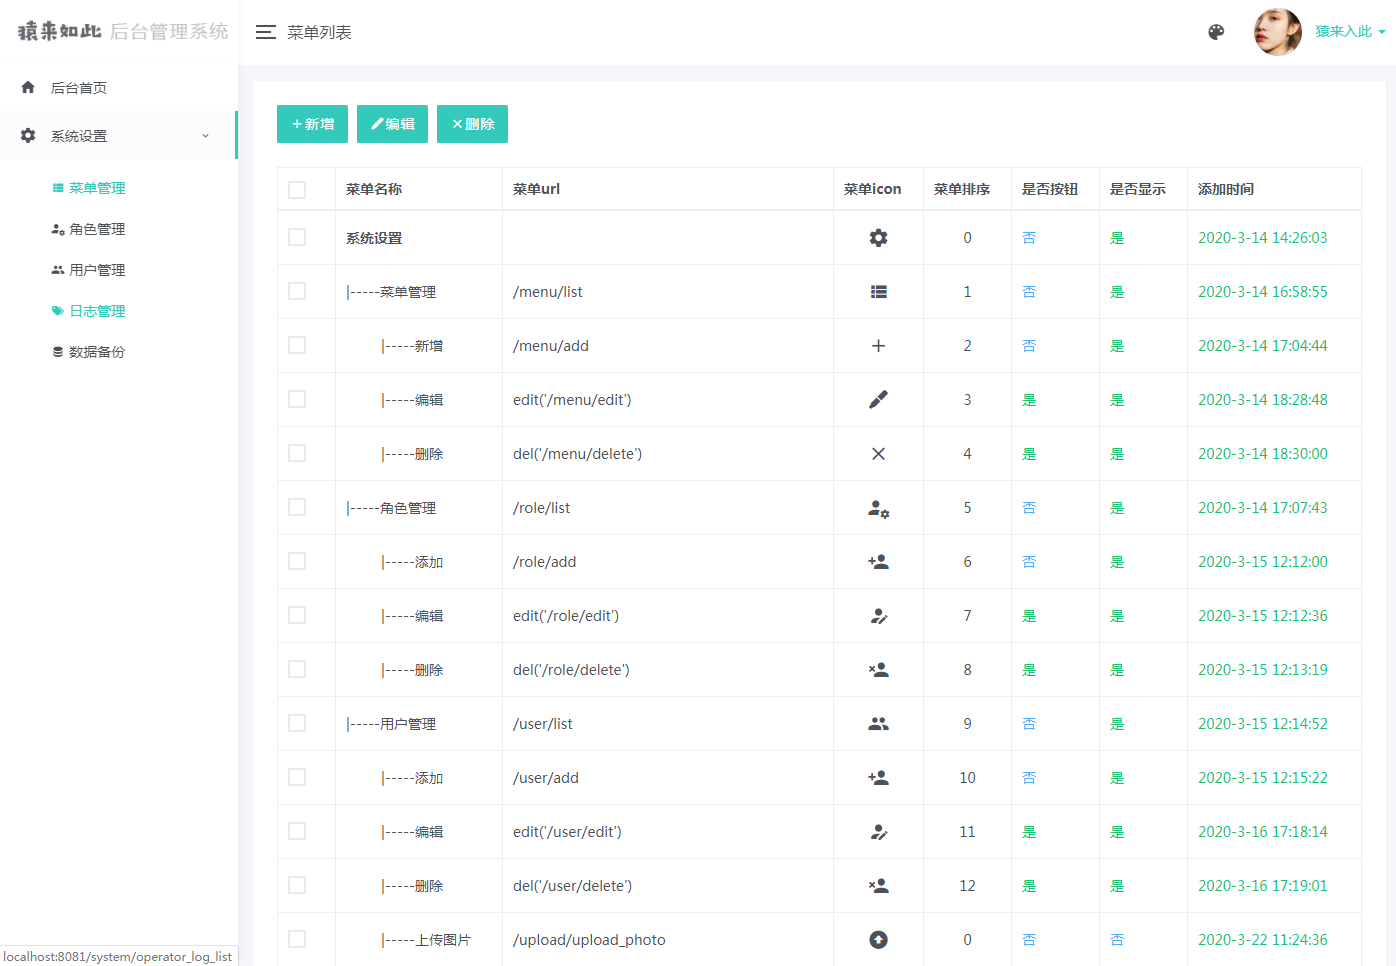 猿来如此 后台管理系统
菜单列表
猿来入此
后台首页
系统设置
菜单管理
角色管理
用户管理
日志管理
数据备份
+新增 编辑 ×删除
菜单名称 菜单url 菜单icon 菜单排序 是否按钮 是否显示 添加时间
系统设置 0 否 是 2020-3-14 14:26:03
|-----菜单管理 /menu/list 1 否 是 2020-3-14 16:58:55
|-----新增 /menu/add 2 否 是 2020-3-14 17:04:44
|-----编辑 edit('/menu/edit') 3 是 是 2020-3-14 18:28:48
|-----删除 del('/menu/delete') 4 是 是 2020-3-14 18:30:00
|-----角色管理 /role/list 5 否 是 2020-3-14 17:07:43
|-----添加 /role/add 6 否 是 2020-3-15 12:12:00
|-----编辑 edit('/role/edit') 7 是 是 2020-3-15 12:12:36
|-----删除 del('/role/delete') 8 是 是 2020-3-15 12:13:19
|-----用户管理 /user/list 9 否 是 2020-3-15 12:14:52
|-----添加 /user/add 10 否 是 2020-3-15 12:15:22
|-----编辑 edit('/user/edit') 11 是 是 2020-3-16 17:18:14
|-----删除 del('/user/delete') 12 是 是 2020-3-16 17:19:01
|-----上传图片 /upload/upload_photo 0 否 否 2020-3-22 11:24:36
localhost:8081/system/operator_log_list